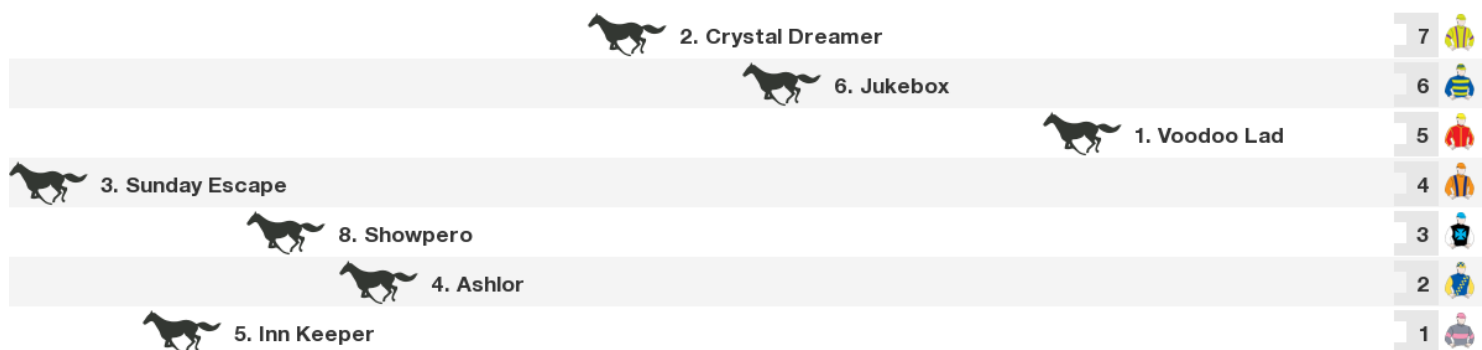 2. Crystal Dreamer 7
6. Jukebox 6
1. Voodoo Lad 5
3. Sunday Escape 4
8. Showpero 3
4. Ashlor 2
5. Inn Keeper 1